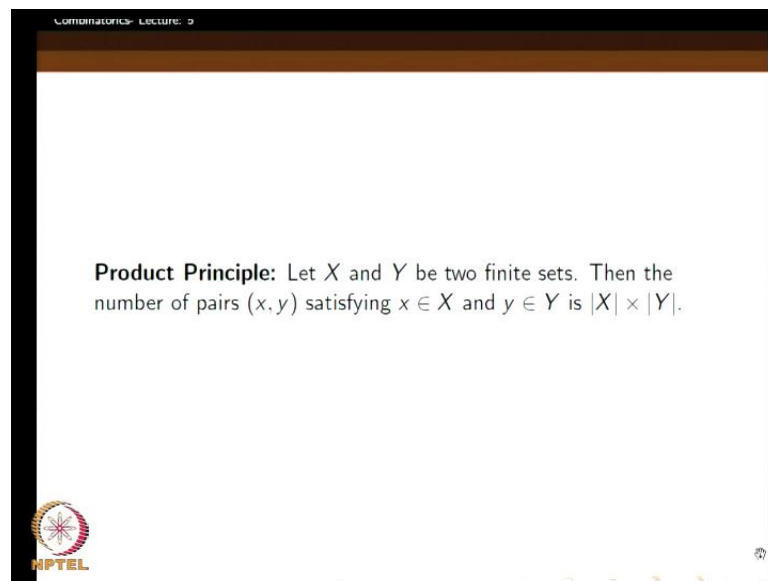 Combinatorics- Lecture: 5
Product Principle: Let X and Y be two finite sets. Then the
number of pairs (x, y) satisfying x ∈ X and y ∈ Y is |X| × |Y|.
NPTEL